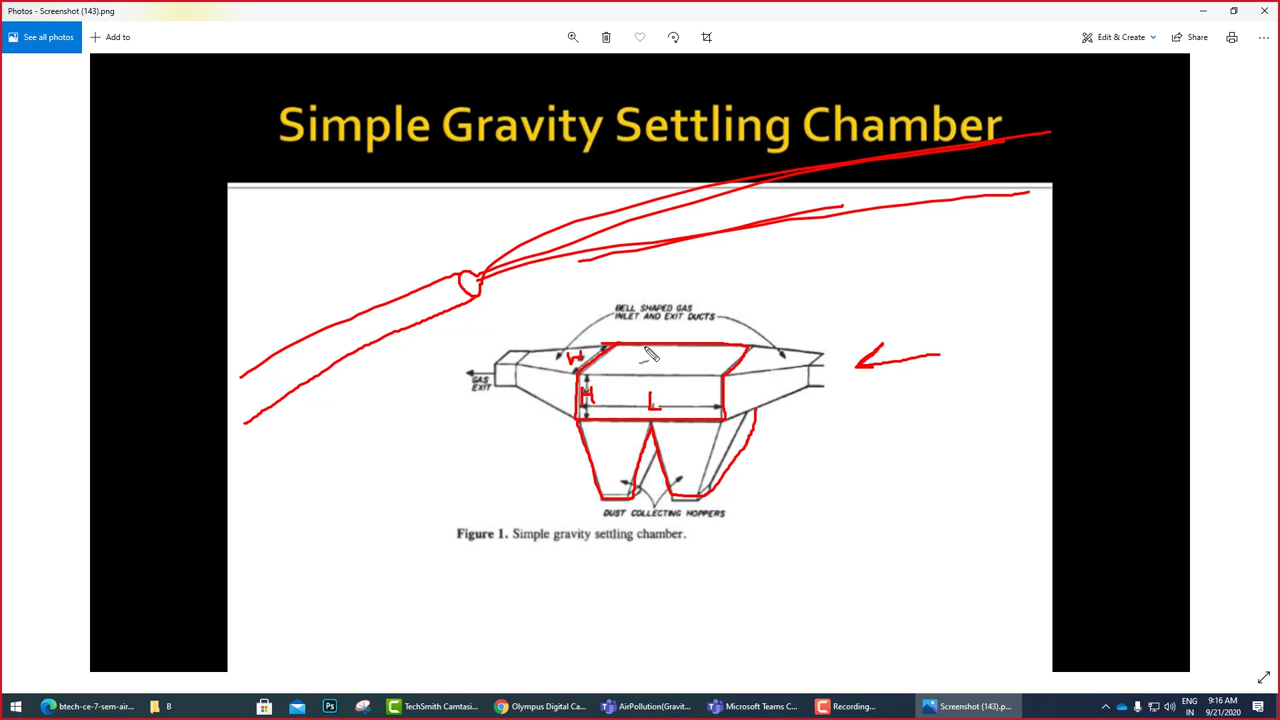 Photos - Screenshot (143).png
See all photos
Add to
Edit & Create
Share
Simple Gravity Settling Chamber
BELL SHAPED GAS
INLET AND EXIT DUCTS
W
H
L
GAS
EXIT
DUST COLLECTING HOPPERS
Figure 1. Simple gravity settling chamber.
btech-ce-7-sem-air...
B
TechSmith Camtasi...
Olympus Digital Ca...
AirPollution(Gravit...
Microsoft Teams C...
Recording...
Screenshot (143).p...
ENG
IN
9:16 AM
9/21/2020